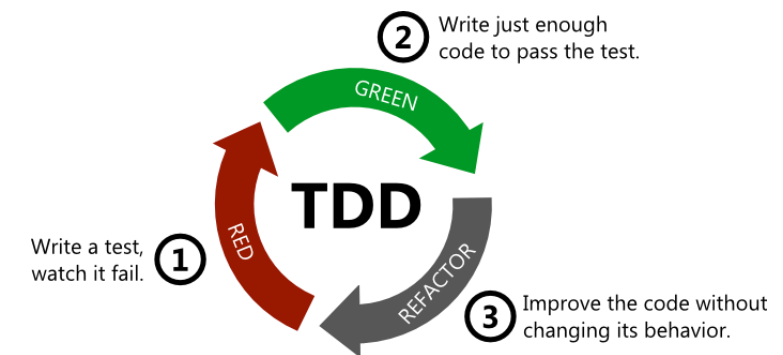 2
Write just enough
code to pass the test.
GREEN
TDD
RED
Write a test,
watch it fail.
1
REFACTOR
3
Improve the code without
changing its behavior.